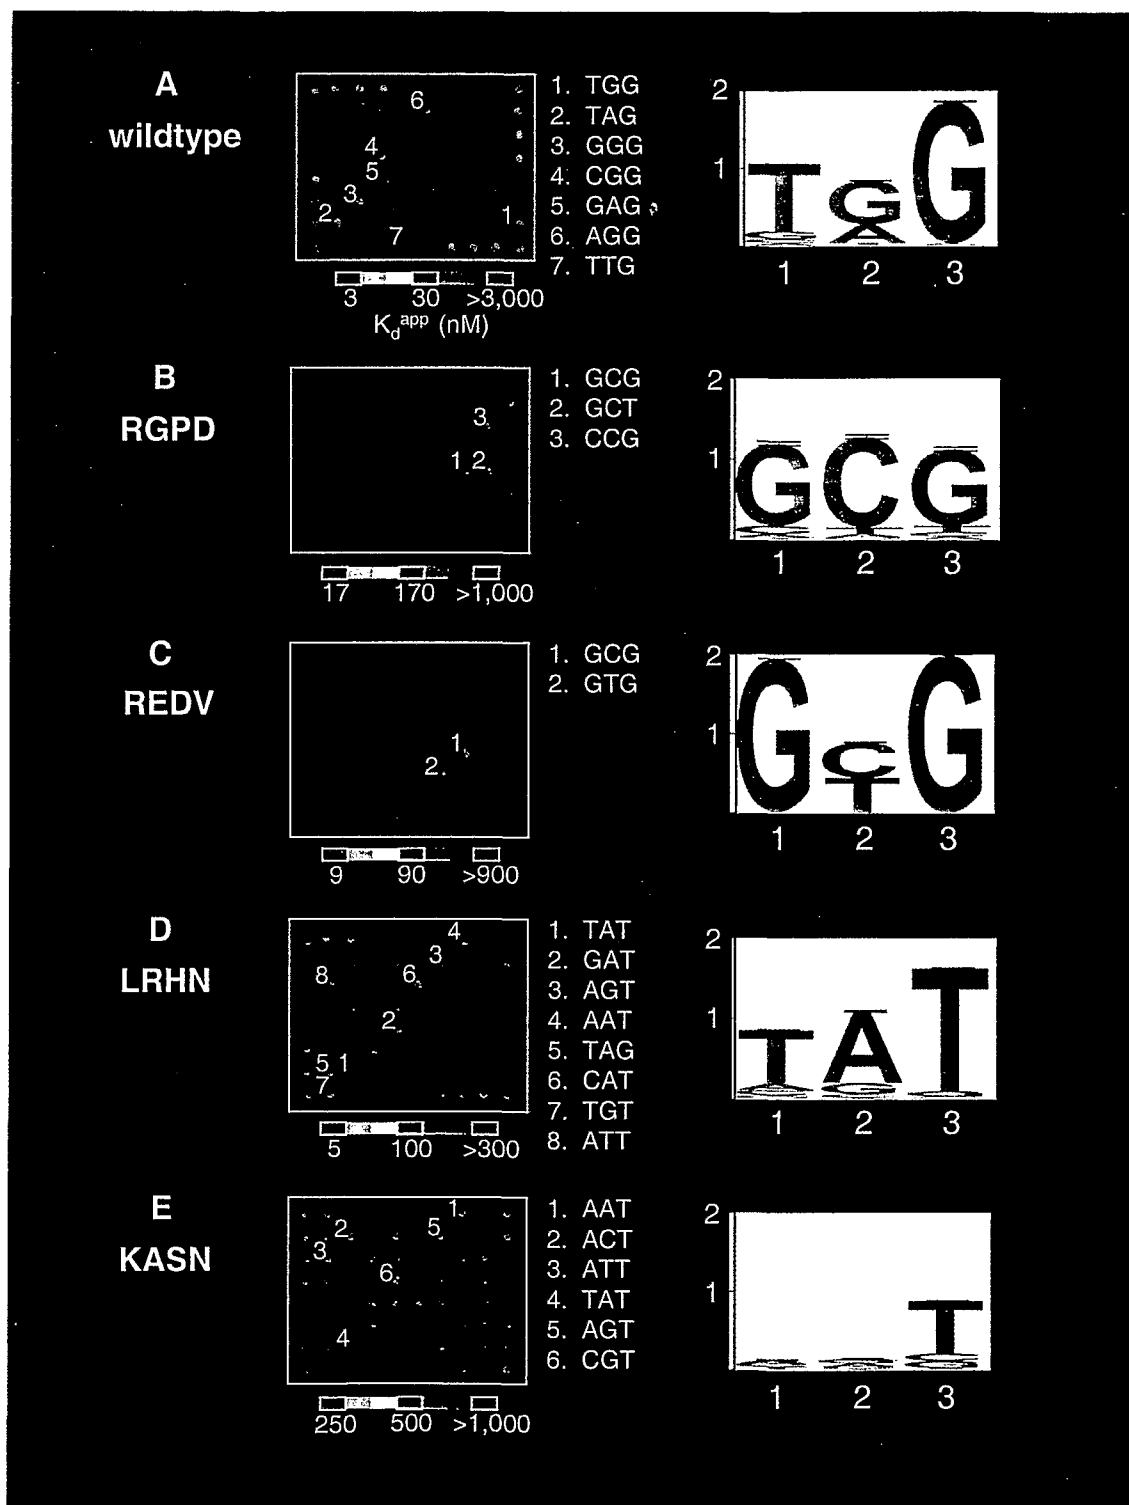 A
wildtype
6
4
5
3
2
1
7
3 30 >3,000
Kdapp (nM)
1. TGG
2. TAG
3. GGG
4. CGG
5. GAG
6. AGG
7. TTG
2
1
T G A G
1 2 3
B
RGPD
3
1 2
17 170 >1,000
1. GCG
2. GCT
3. CCG
2
1
G C G
1 2 3
C
REDV
1
2
9 90 >900
1. GCG
2. GTG
2
1
G C T G
1 2 3
D
LRHN
4
3
8 6
2
5 1
7
5 100 >300
1. TAT
2. GAT
3. AGT
4. AAT
5. TAG
6. CAT
7. TGT
8. ATT
2
1
T A T
1 2 3
E
KASN
1
2 5
3
6
4
250 500 >1,000
1. AAT
2. ACT
3. ATT
4. TAT
5. AGT
6. CGT
2
1
T
1 2 3